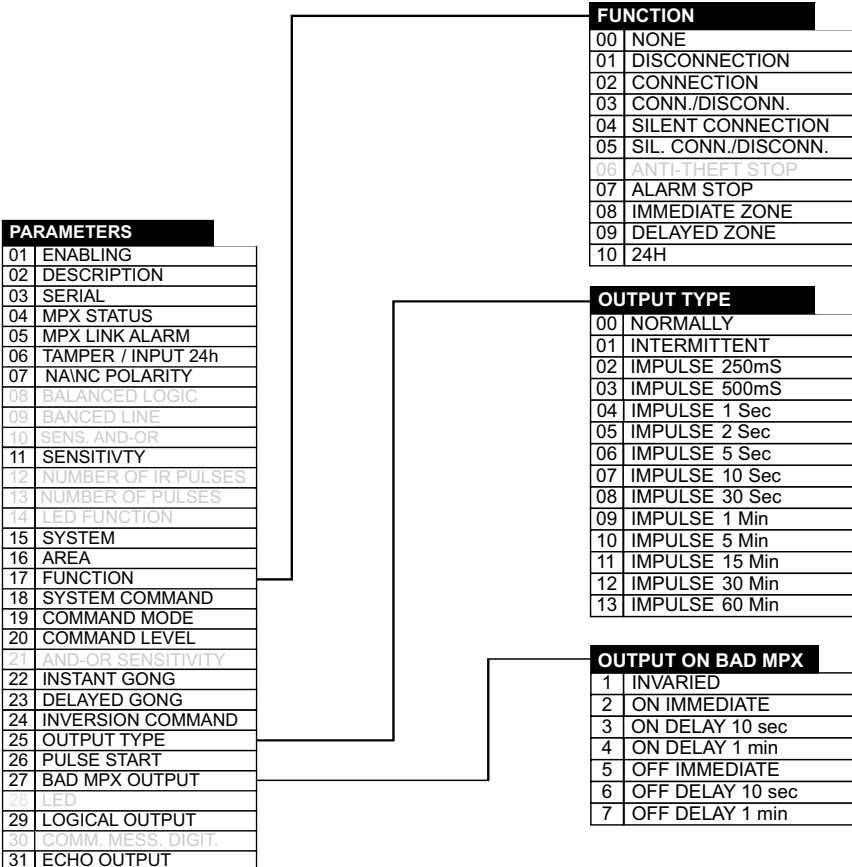 FUNCTION
00 NONE
01 DISCONNECTION
02 CONNECTION
03 CONN./DISCONN.
04 SILENT CONNECTION
05 SIL. CONN./DISCONN.
06 ANTI-THEFT STOP
07 ALARM STOP
08 IMMEDIATE ZONE
09 DELAYED ZONE
10 24H
PARAMETERS
01 ENABLING
02 DESCRIPTION
03 SERIAL
04 MPX STATUS
05 MPX LINK ALARM
06 TAMPER / INPUT 24h
07 NA\NC POLARITY
08 BALANCED LOGIC
09 BANCED LINE
10 SENS. AND-OR
11 SENSITIVTY
12 NUMBER OF IR PULSES
13 NUMBER OF PULSES
14 LED FUNCTION
15 SYSTEM
16 AREA
17 FUNCTION
18 SYSTEM COMMAND
19 COMMAND MODE
20 COMMAND LEVEL
21 AND-OR SENSITIVITY
22 INSTANT GONG
23 DELAYED GONG
24 INVERSION COMMAND
25 OUTPUT TYPE
26 PULSE START
27 BAD MPX OUTPUT
28 LED
29 LOGICAL OUTPUT
30 COMM. MESS. DIGIT.
31 ECHO OUTPUT
OUTPUT TYPE
00 NORMALLY
01 INTERMITTENT
02 IMPULSE 250mS
03 IMPULSE 500mS
04 IMPULSE 1 Sec
05 IMPULSE 2 Sec
06 IMPULSE 5 Sec
07 IMPULSE 10 Sec
08 IMPULSE 30 Sec
09 IMPULSE 1 Min
10 IMPULSE 5 Min
11 IMPULSE 15 Min
12 IMPULSE 30 Min
13 IMPULSE 60 Min
OUTPUT ON BAD MPX
1 INVARIED
2 ON IMMEDIATE
3 ON DELAY 10 sec
4 ON DELAY 1 min
5 OFF IMMEDIATE
6 OFF DELAY 10 sec
7 OFF DELAY 1 min